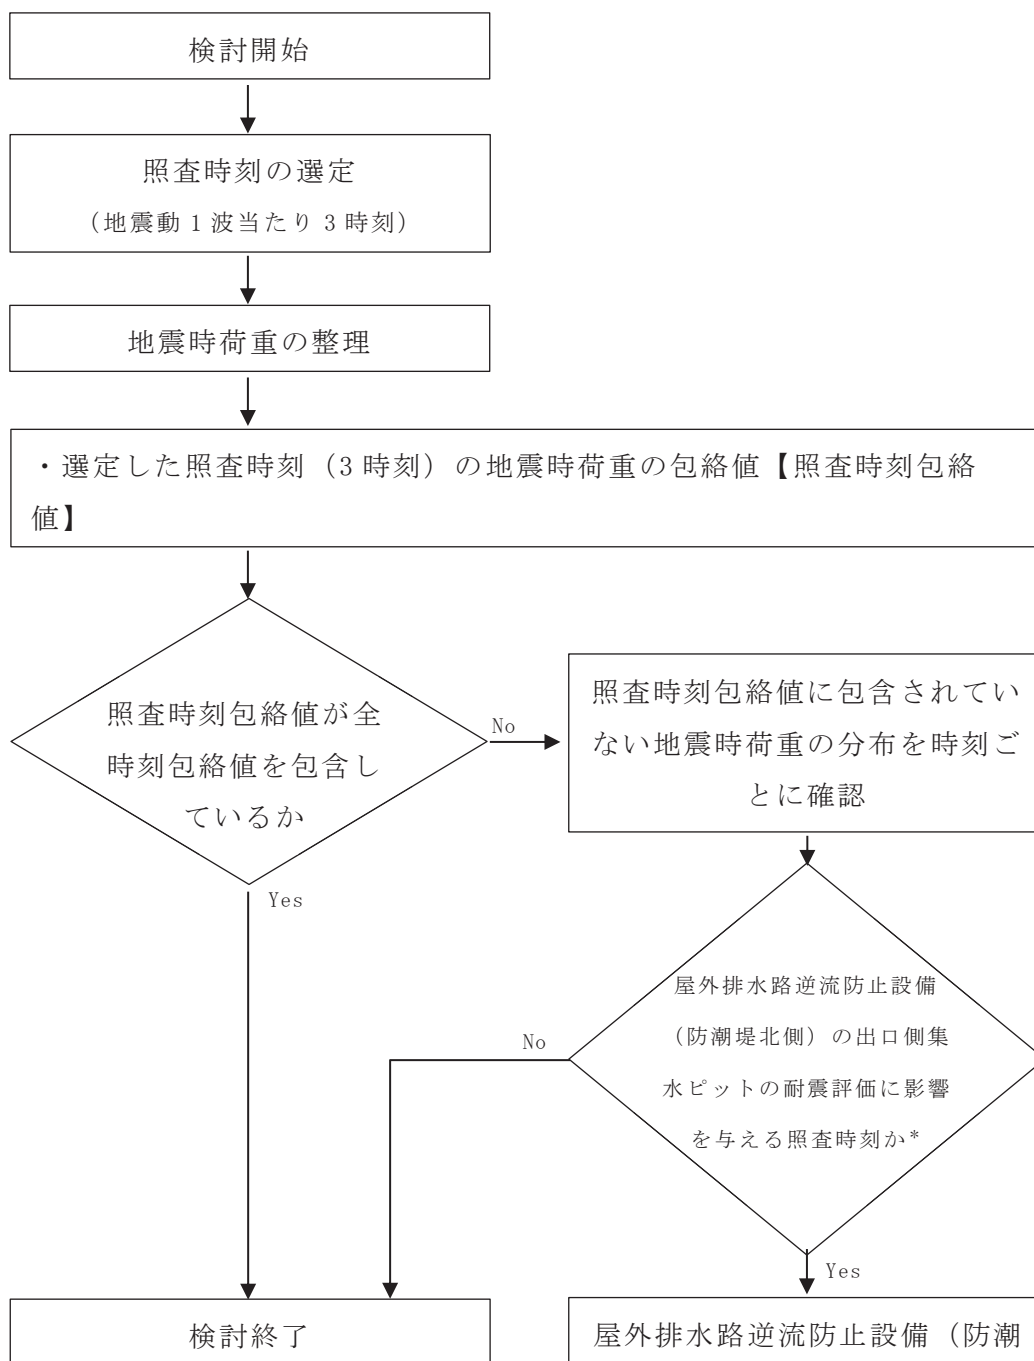 検討開始
照査時刻の選定
（地震動1波当たり3時刻）
地震時荷重の整理
・選定した照査時刻（3時刻）の地震時荷重の包絡値【照査時刻包絡
値】
照査時刻包絡値が全
時刻包絡値を包含し
ているか
No
照査時刻包絡値に包含されてい
ない地震時荷重の分布を時刻ご
とに確認
Yes
屋外排水路逆流防止設備
（防潮堤北側）の出口側集
水ピットの耐震評価に影響
を与える照査時刻か*
No
Yes
検討終了
屋外排水路逆流防止設備（防潮